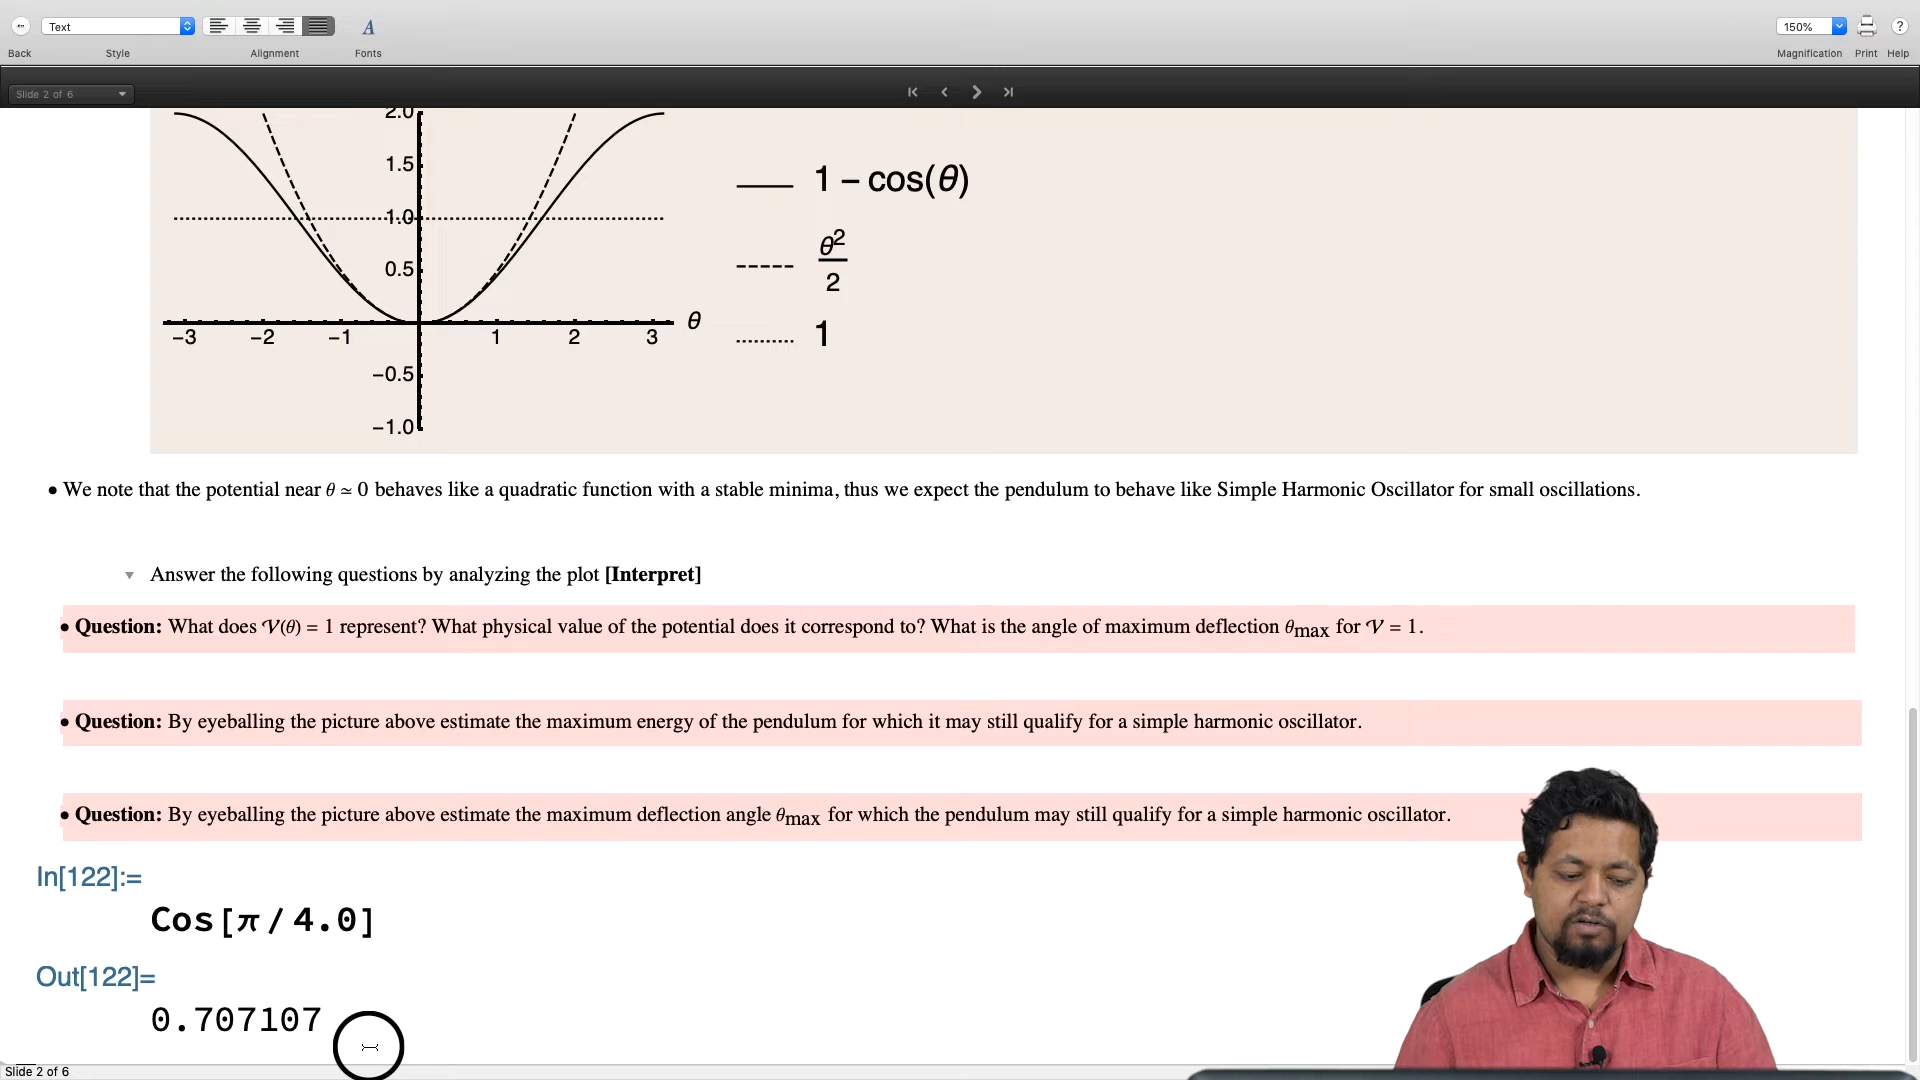 Text
150%
Back
Style
Alignment
Fonts
Magnification
Print
Help
Slide 2 of 6
2.0
1.5
1.0
0.5
−3 −2 −1 1 2 3 θ
−0.5
−1.0
1 − cos(θ)
θ²/2
1
• We note that the potential near θ ≃ 0 behaves like a quadratic function with a stable minima, thus we expect the pendulum to behave like Simple Harmonic Oscillator for small oscillations.
Answer the following questions by analyzing the plot [Interpret]
• Question: What does 𝒱(θ) = 1 represent? What physical value of the potential does it correspond to? What is the angle of maximum deflection θmax for 𝒱 = 1.
• Question: By eyeballing the picture above estimate the maximum energy of the pendulum for which it may still qualify for a simple harmonic oscillator.
• Question: By eyeballing the picture above estimate the maximum deflection angle θmax for which the pendulum may still qualify for a simple harmonic oscillator.
In[122]:=
Cos[π/4.0]
Out[122]=
0.707107
Slide 2 of 6